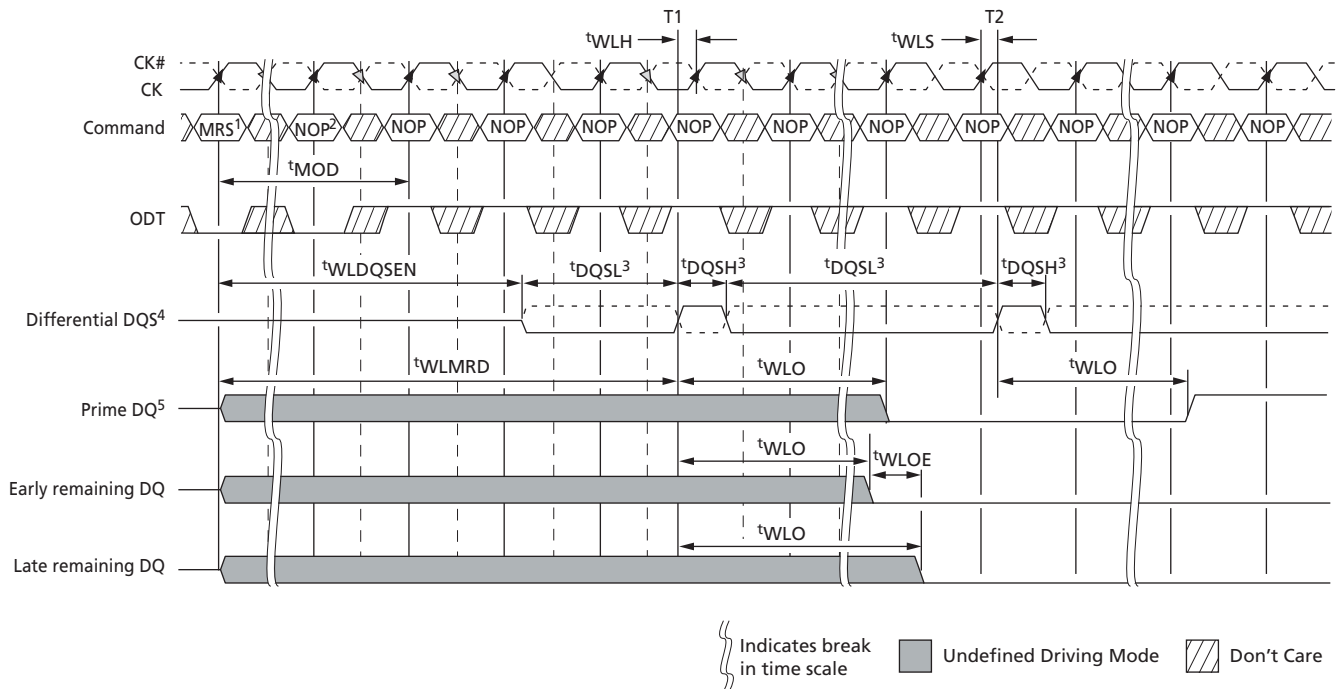 T1 T2
tWLH tWLS
CK#
CK
Command MRS1 NOP2 NOP NOP NOP NOP NOP NOP NOP NOP NOP NOP
tMOD
ODT
tWLDQSEN tDQSL3 tDQSH3 tDQSL3 tDQSH3
Differential DQS4
tWLMRD tWLO tWLO
Prime DQ5
tWLO tWLOE
Early remaining DQ
tWLO
Late remaining DQ
Indicates break
in time scale
Undefined Driving Mode
Don't Care